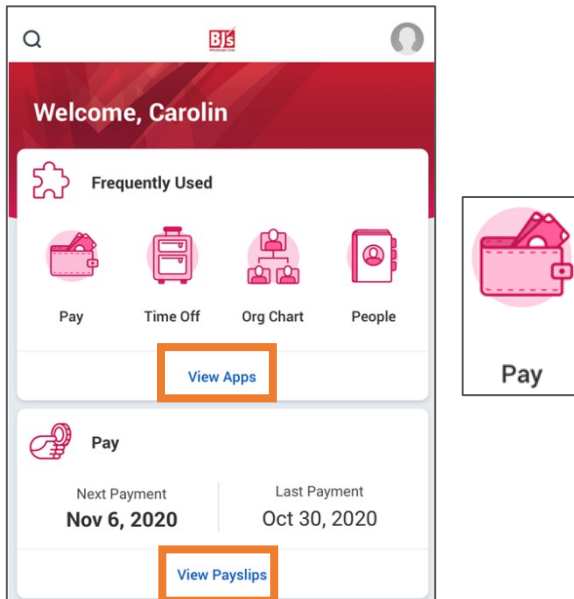 BJ's
Welcome, Carolin
Frequently Used
Pay
Time Off
Org Chart
People
View Apps
Pay
Next Payment
Last Payment
Nov 6, 2020
Oct 30, 2020
View Payslips
Pay